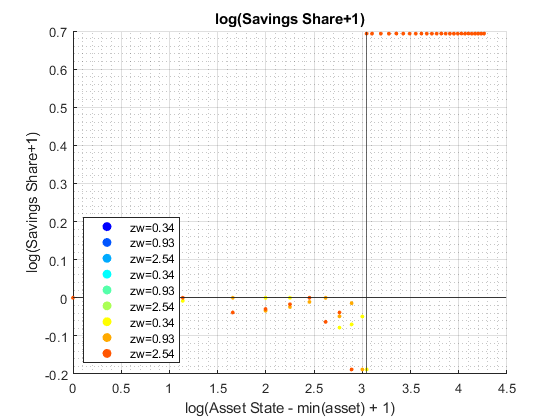 log(Savings Share+1)
0.7
0.6
0.5
0.4
0.3
0.2
0.1
0
-0.1
-0.2
log(Savings Share+1)
zw=0.34
zw=0.93
zw=2.54
zw=0.34
zw=0.93
zw=2.54
zw=0.34
zw=0.93
zw=2.54
0 0.5 1 1.5 2 2.5 3 3.5 4 4.5
log(Asset State - min(asset) + 1)